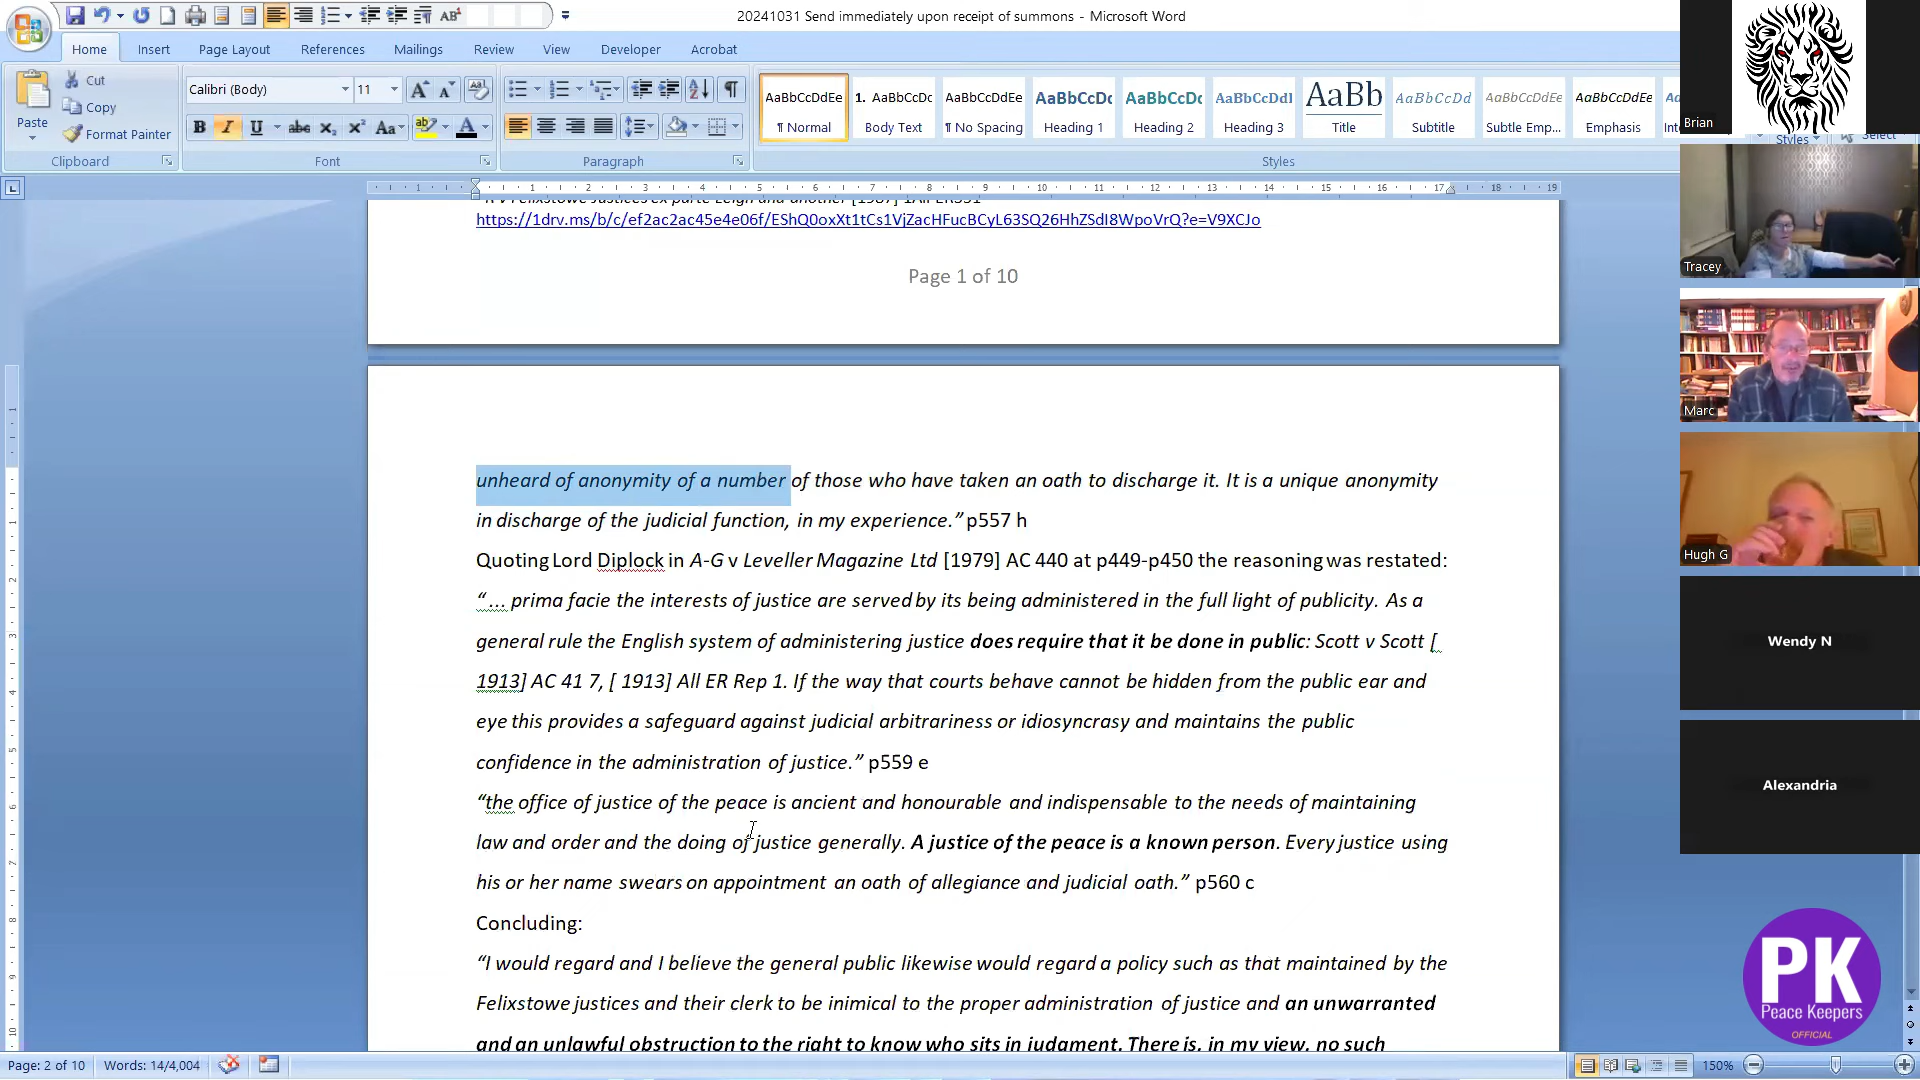 20241031 Send immediately upon receipt of summons - Microsoft Word
Home Insert Page Layout References Mailings Review View Developer Acrobat
Paste
Cut
Copy
Format Painter
Clipboard
Calibri (Body) 11
Font
Paragraph
AaBbCcDdEe
¶ Normal
1. AaBbCcDc
Body Text
AaBbCcDdEe
¶ No Spacing
AaBbCcDc
Heading 1
AaBbCcDc
Heading 2
AaBbCcDdI
Heading 3
AaBb
Title
AaBbCcDd
Subtitle
AaBbCcDdEe
Subtle Emp...
AaBbCcDdEe
Emphasis
Styles
Styles
Select
https://1drv.ms/b/c/ef2ac2ac45e4e06f/EShQ0oxXt1tCs1VjZacHFucBCyL63SQ26HhZSdI8WpoVrQ?e=V9XCJo
Page 1 of 10
unheard of anonymity of a number of those who have taken an oath to discharge it. It is a unique anonymity
in discharge of the judicial function, in my experience.” p557 h
Quoting Lord Diplock in A-G v Leveller Magazine Ltd [1979] AC 440 at p449-p450 the reasoning was restated:
“ ... prima facie the interests of justice are served by its being administered in the full light of publicity. As a
general rule the English system of administering justice does require that it be done in public: Scott v Scott [
1913] AC 41 7, [ 1913] All ER Rep 1. If the way that courts behave cannot be hidden from the public ear and
eye this provides a safeguard against judicial arbitrariness or idiosyncrasy and maintains the public
confidence in the administration of justice.” p559 e
“the office of justice of the peace is ancient and honourable and indispensable to the needs of maintaining
law and order and the doing of justice generally. A justice of the peace is a known person. Every justice using
his or her name swears on appointment an oath of allegiance and judicial oath.” p560 c
Concluding:
“I would regard and I believe the general public likewise would regard a policy such as that maintained by the
Felixstowe justices and their clerk to be inimical to the proper administration of justice and an unwarranted
and an unlawful obstruction to the right to know who sits in judgment. There is, in my view, no such
Page: 2 of 10 Words: 14/4,004
150%
Brian
Tracey
Marc
Hugh G
Wendy N
Alexandria
PK
Peace Keepers
OFFICIAL